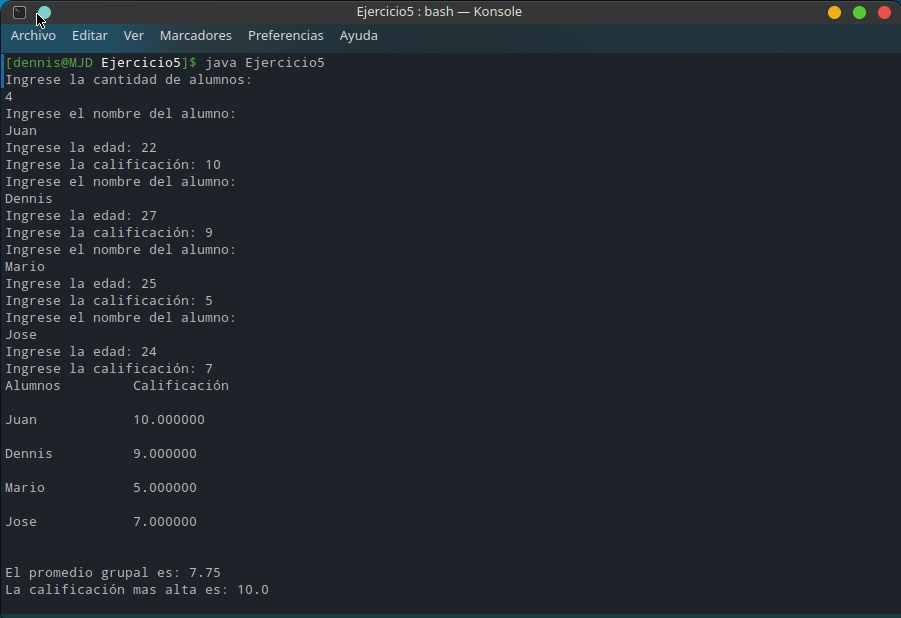 Ejercicio5 : bash — Konsole
Archivo Editar Ver Marcadores Preferencias Ayuda
[dennis@MJD Ejercicio5]$ java Ejercicio5
Ingrese la cantidad de alumnos:
4
Ingrese el nombre del alumno:
Juan
Ingrese la edad: 22
Ingrese la calificación: 10
Ingrese el nombre del alumno:
Dennis
Ingrese la edad: 27
Ingrese la calificación: 9
Ingrese el nombre del alumno:
Mario
Ingrese la edad: 25
Ingrese la calificación: 5
Ingrese el nombre del alumno:
Jose
Ingrese la edad: 24
Ingrese la calificación: 7
Alumnos Calificación
Juan 10.000000
Dennis 9.000000
Mario 5.000000
Jose 7.000000
El promedio grupal es: 7.75
La calificación mas alta es: 10.0